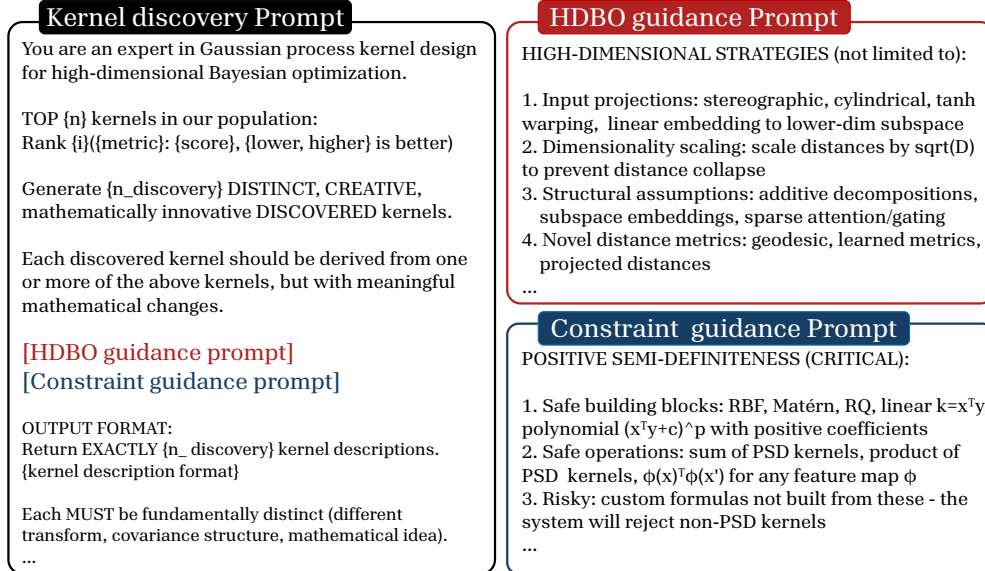 Kernel discovery Prompt
You are an expert in Gaussian process kernel design
for high-dimensional Bayesian optimization.
TOP {n} kernels in our population:
Rank {i}({metric}: {score}, {lower, higher} is better)
Generate {n_discovery} DISTINCT, CREATIVE,
mathematically innovative DISCOVERED kernels.
Each discovered kernel should be derived from one
or more of the above kernels, but with meaningful
mathematical changes.
[HDBO guidance prompt]
[Constraint guidance prompt]
OUTPUT FORMAT:
Return EXACTLY {n_ discovery} kernel descriptions.
{kernel description format}
Each MUST be fundamentally distinct (different
transform, covariance structure, mathematical idea).
...
HDBO guidance Prompt
HIGH-DIMENSIONAL STRATEGIES (not limited to):
1. Input projections: stereographic, cylindrical, tanh
warping, linear embedding to lower-dim subspace
2. Dimensionality scaling: scale distances by sqrt(D)
to prevent distance collapse
3. Structural assumptions: additive decompositions,
subspace embeddings, sparse attention/gating
4. Novel distance metrics: geodesic, learned metrics,
projected distances
...
Constraint guidance Prompt
POSITIVE SEMI-DEFINITENESS (CRITICAL):
1. Safe building blocks: RBF, Matérn, RQ, linear k=xᵀy
polynomial (xᵀy+c)^p with positive coefficients
2. Safe operations: sum of PSD kernels, product of
PSD kernels, ϕ(x)ᵀϕ(x') for any feature map ϕ
3. Risky: custom formulas not built from these - the
system will reject non-PSD kernels
...